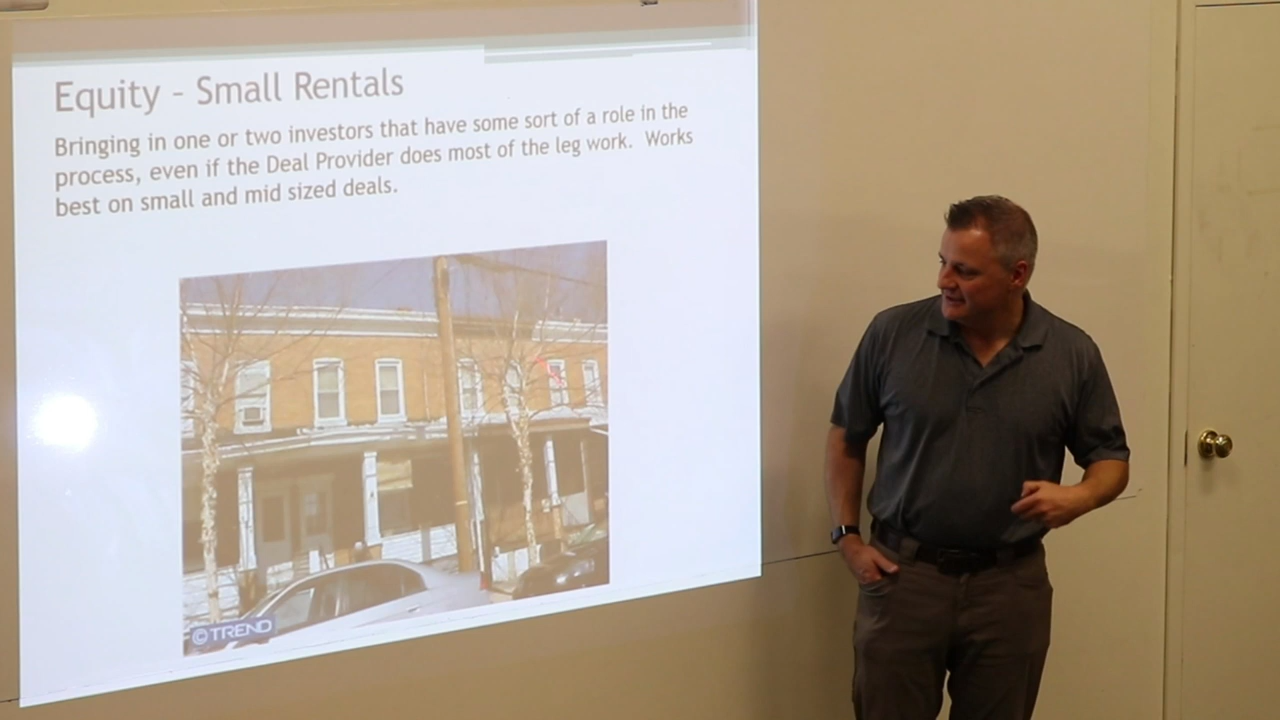 Equity - Small Rentals
Bringing in one or two investors that have some sort of a role in the
process, even if the Deal Provider does most of the leg work. Works
best on small and mid sized deals.
© TREND